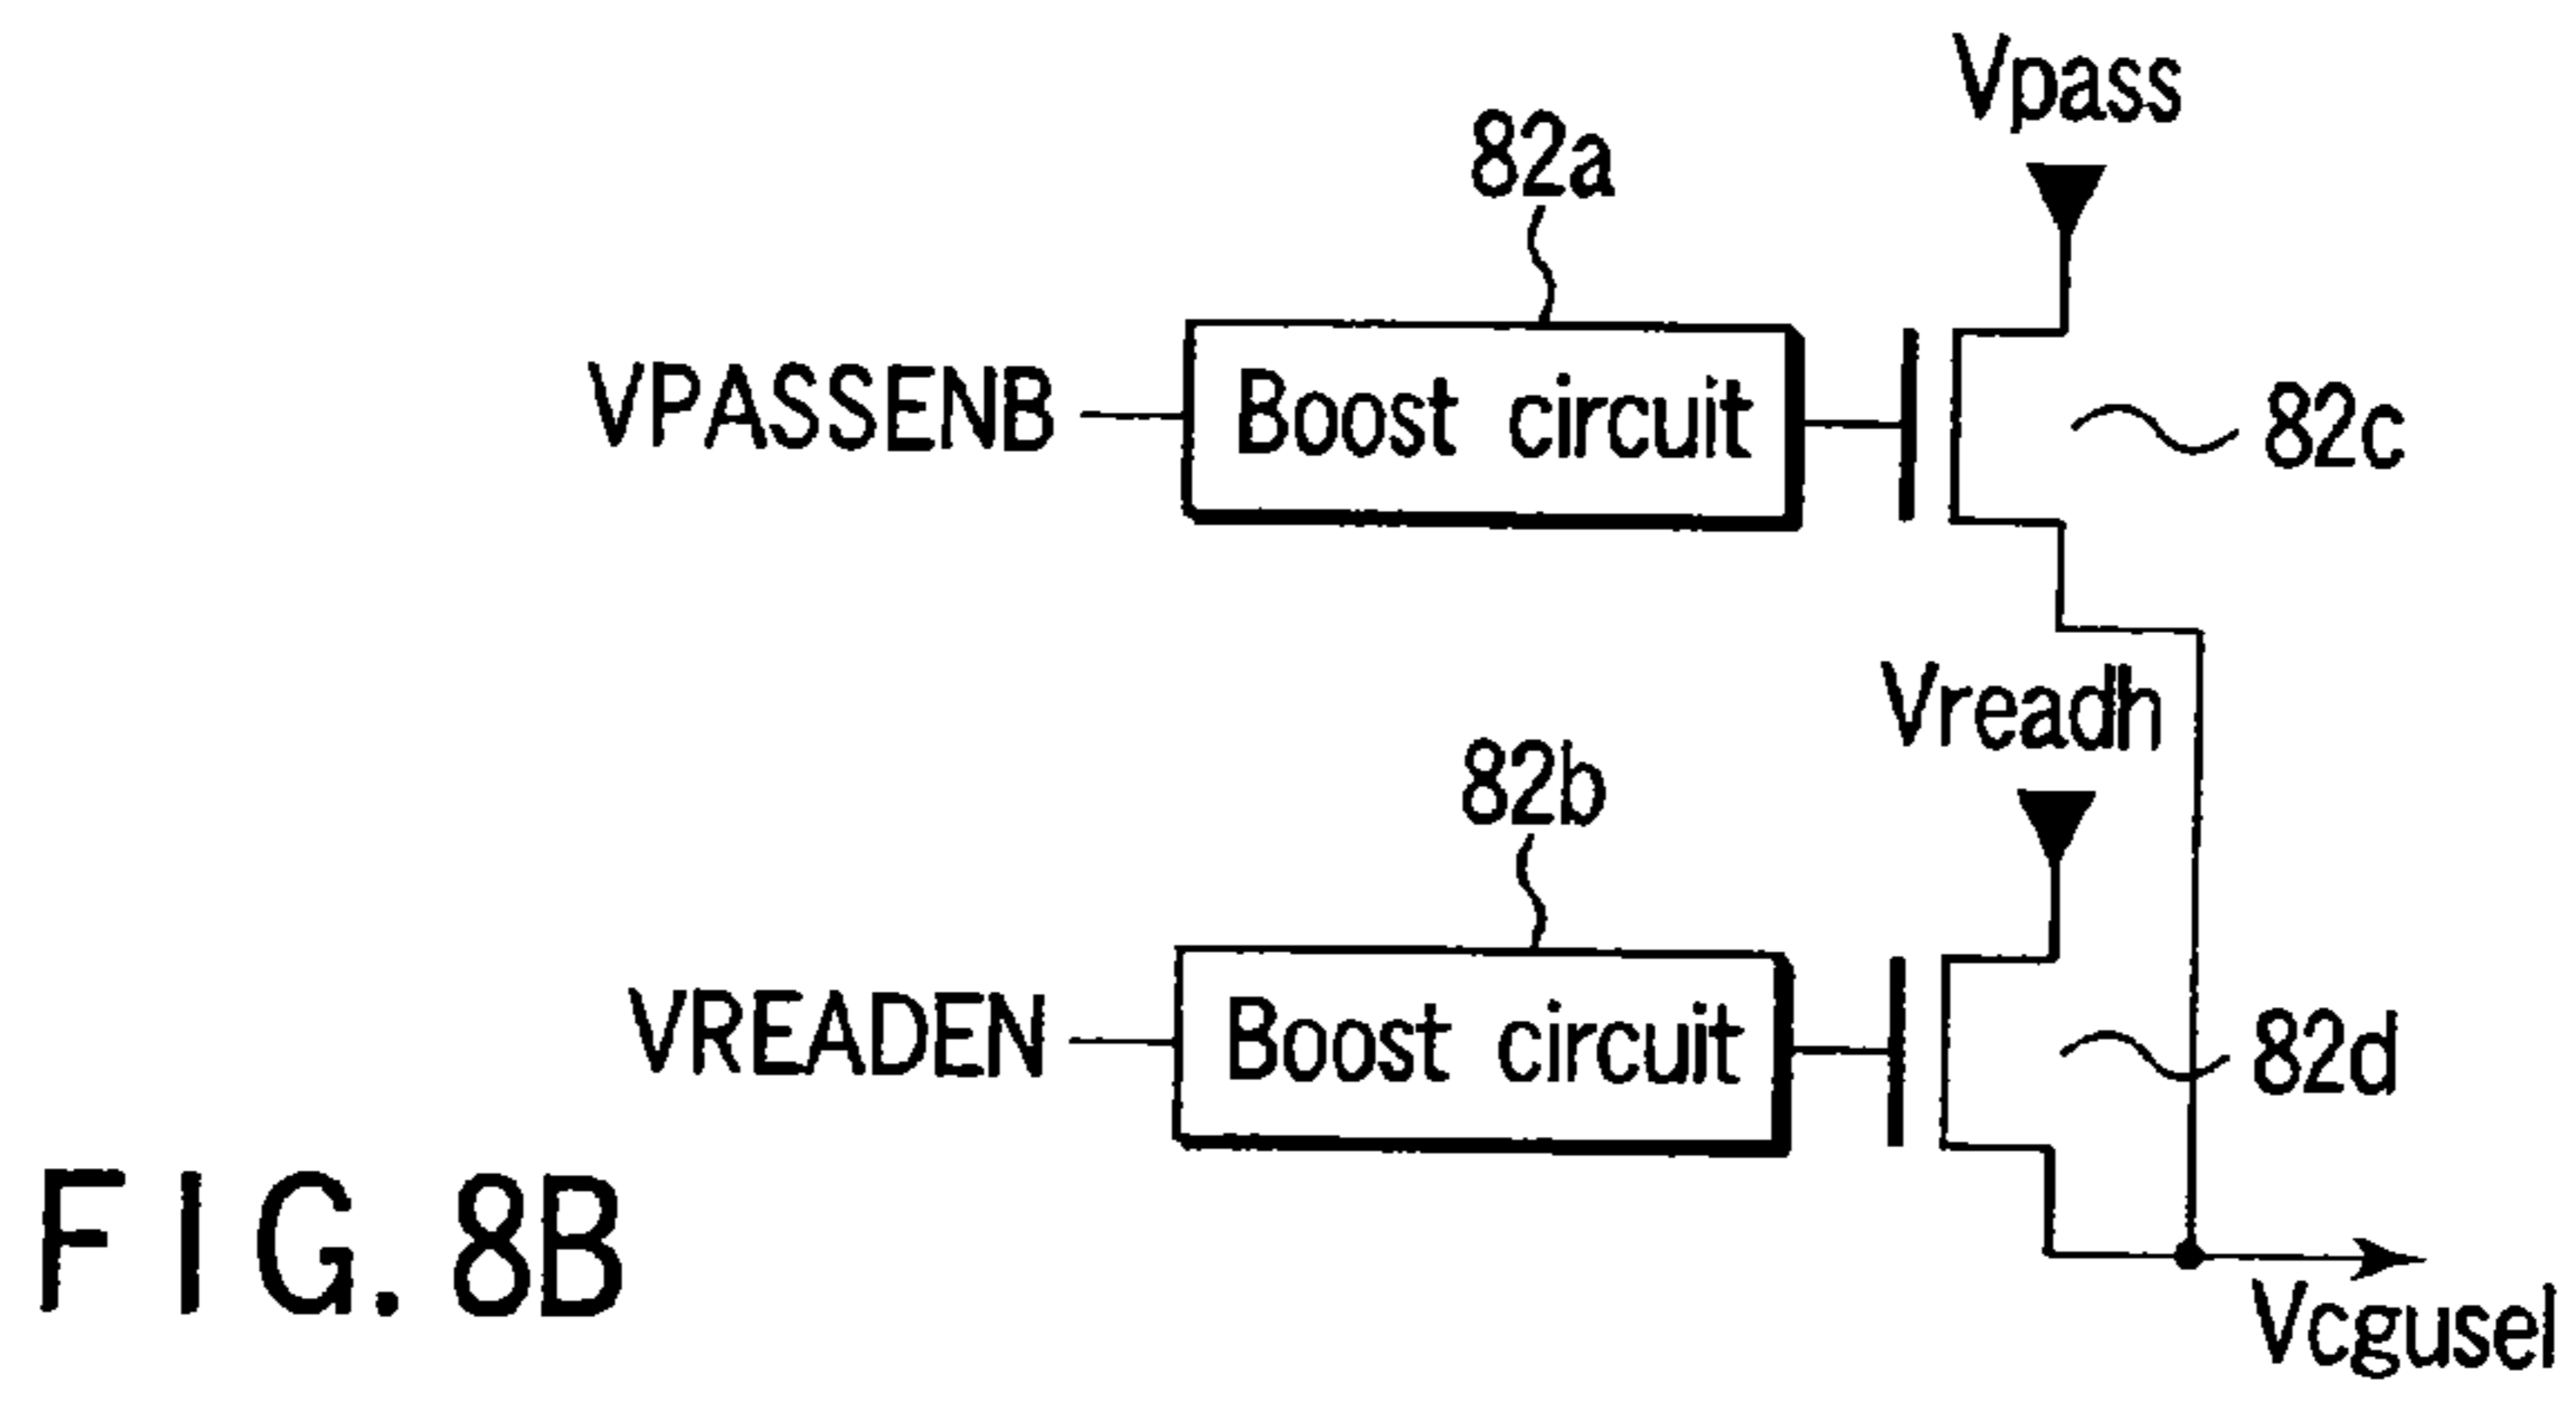 Vpass
82a
VPASSENB
Boost circuit
82c
Vreadh
82b
VREADEN
Boost circuit
82d
Vcgusel
FIG. 8B